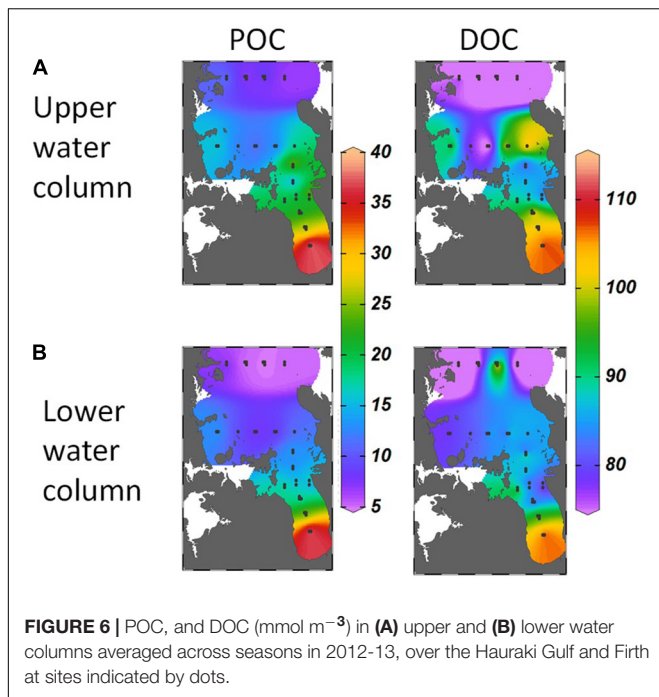 POC
DOC
A
Upper
water
column
40
35
30
25
20
15
10
5
110
100
90
80
B
Lower
water
column
FIGURE 6 | POC, and DOC (mmol m⁻³) in (A) upper and (B) lower water
columns averaged across seasons in 2012-13, over the Hauraki Gulf and Firth
at sites indicated by dots.